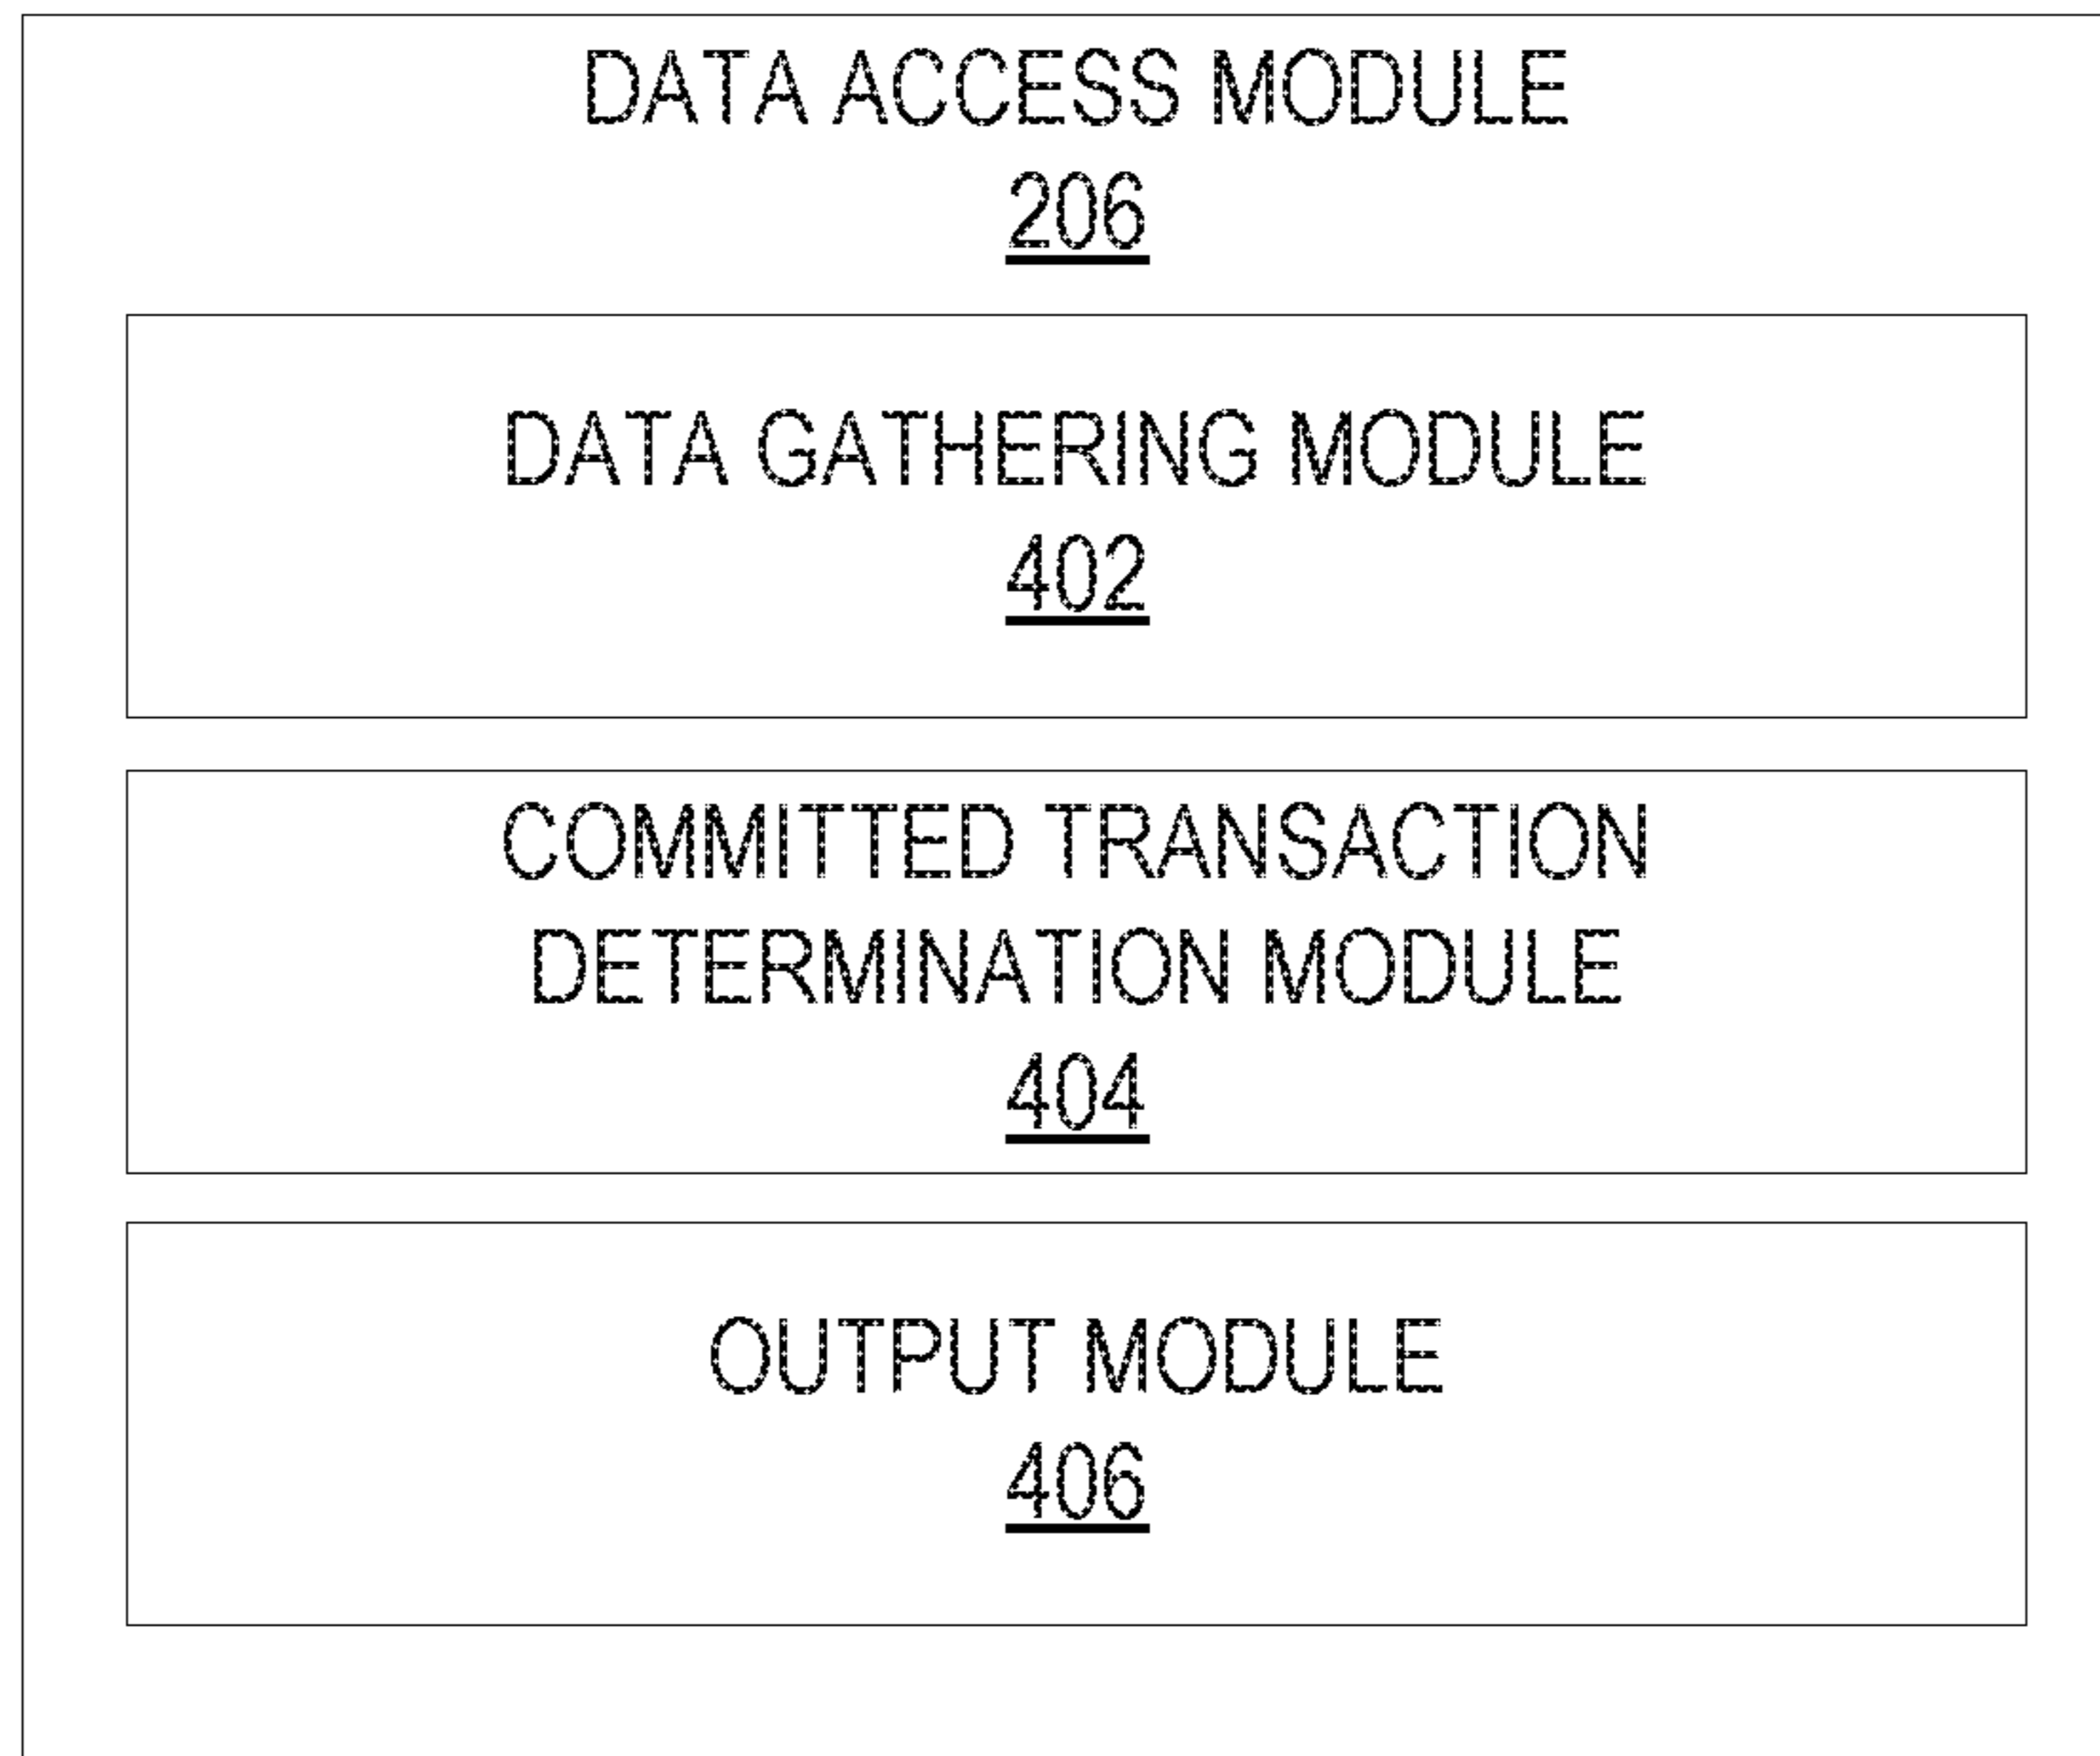 DATA ACCESS MODULE
206
DATA GATHERING MODULE
402
COMMITTED TRANSACTION
DETERMINATION MODULE
404
OUTPUT MODULE
406